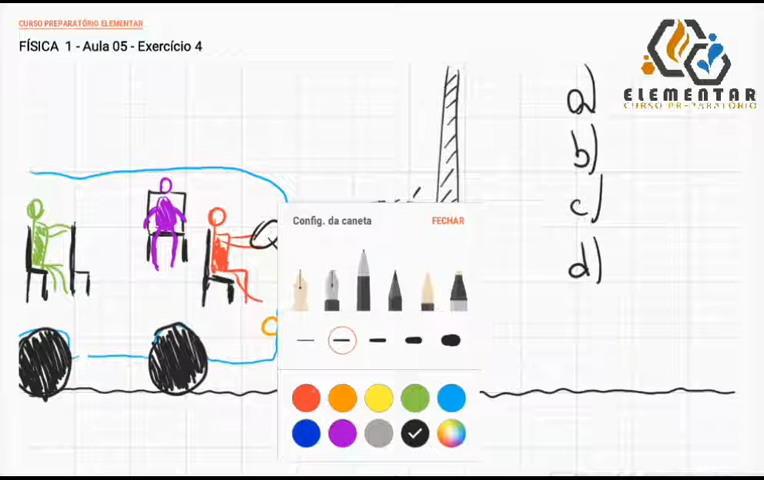 CURSO PREPARATÓRIO ELEMENTAR
FÍSICA 1 - Aula 05 - Exercício 4
ELEMENTAR
CURSO PREPARATÓRIO
a)
b)
c)
d)
Config. da caneta
FECHAR